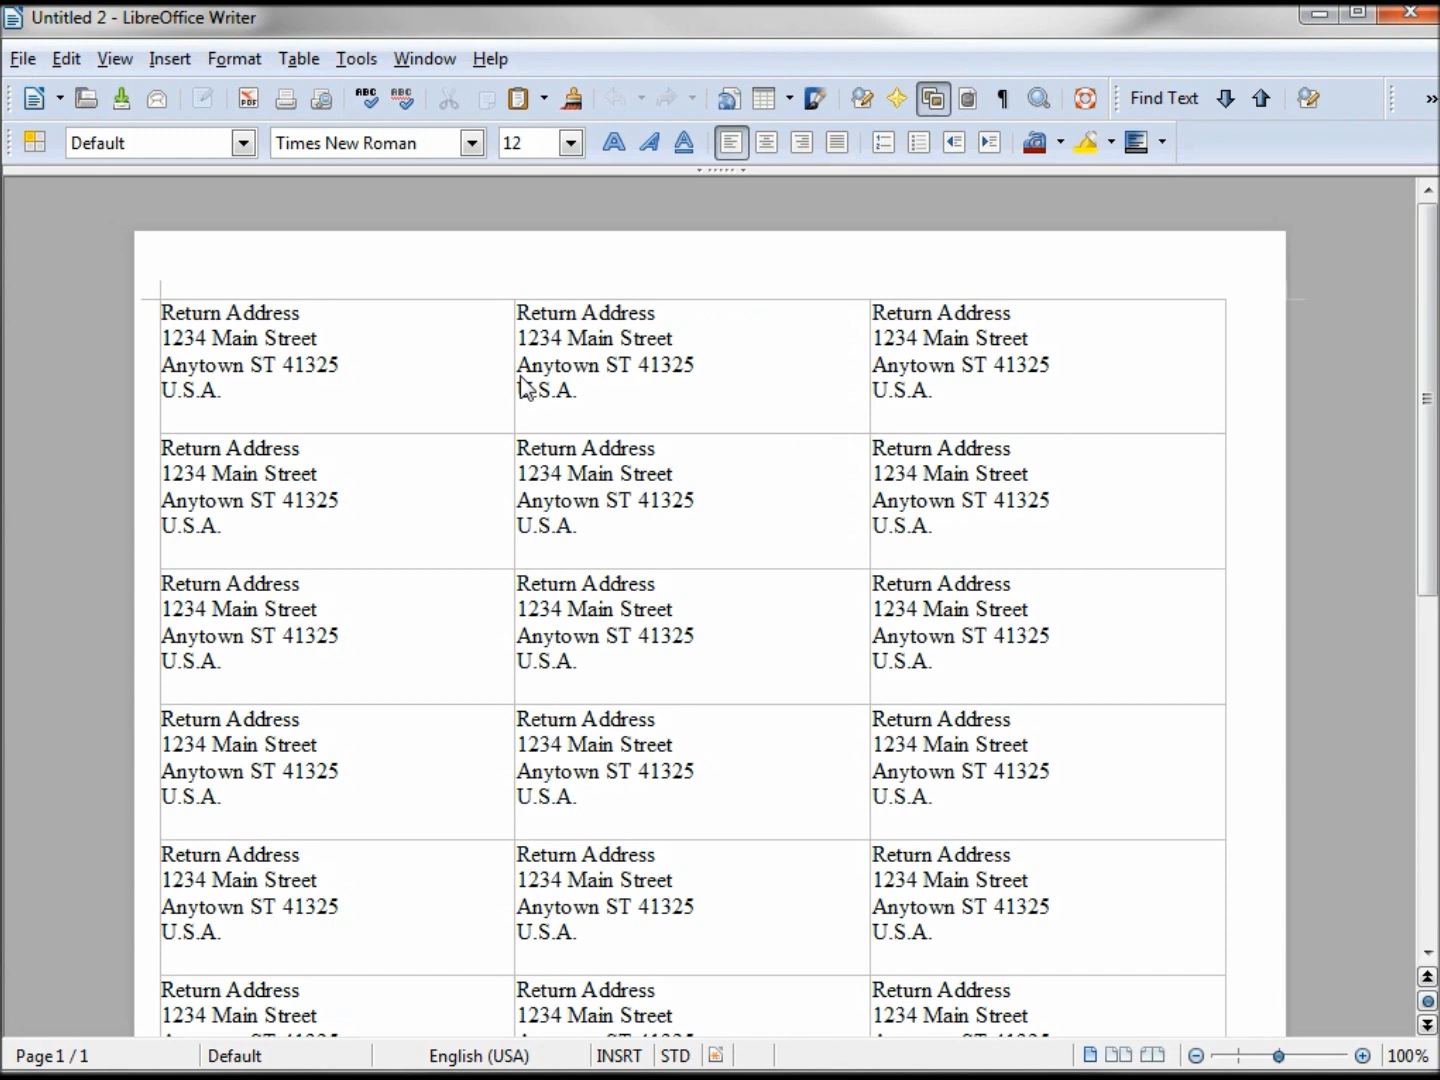 Untitled 2 - LibreOffice Writer
File Edit View Insert Format Table Tools Window Help
PDF ABC ABC Find Text
Default Times New Roman 12
Return Address Return Address Return Address
1234 Main Street 1234 Main Street 1234 Main Street
Anytown ST 41325 Anytown ST 41325 Anytown ST 41325
U.S.A. U.S.A. U.S.A.
Return Address Return Address Return Address
1234 Main Street 1234 Main Street 1234 Main Street
Anytown ST 41325 Anytown ST 41325 Anytown ST 41325
U.S.A. U.S.A. U.S.A.
Return Address Return Address Return Address
1234 Main Street 1234 Main Street 1234 Main Street
Anytown ST 41325 Anytown ST 41325 Anytown ST 41325
U.S.A. U.S.A. U.S.A.
Return Address Return Address Return Address
1234 Main Street 1234 Main Street 1234 Main Street
Anytown ST 41325 Anytown ST 41325 Anytown ST 41325
U.S.A. U.S.A. U.S.A.
Return Address Return Address Return Address
1234 Main Street 1234 Main Street 1234 Main Street
Anytown ST 41325 Anytown ST 41325 Anytown ST 41325
U.S.A. U.S.A. U.S.A.
Return Address Return Address Return Address
1234 Main Street 1234 Main Street 1234 Main Street
Page 1 / 1 Default English (USA) INSRT STD 100%